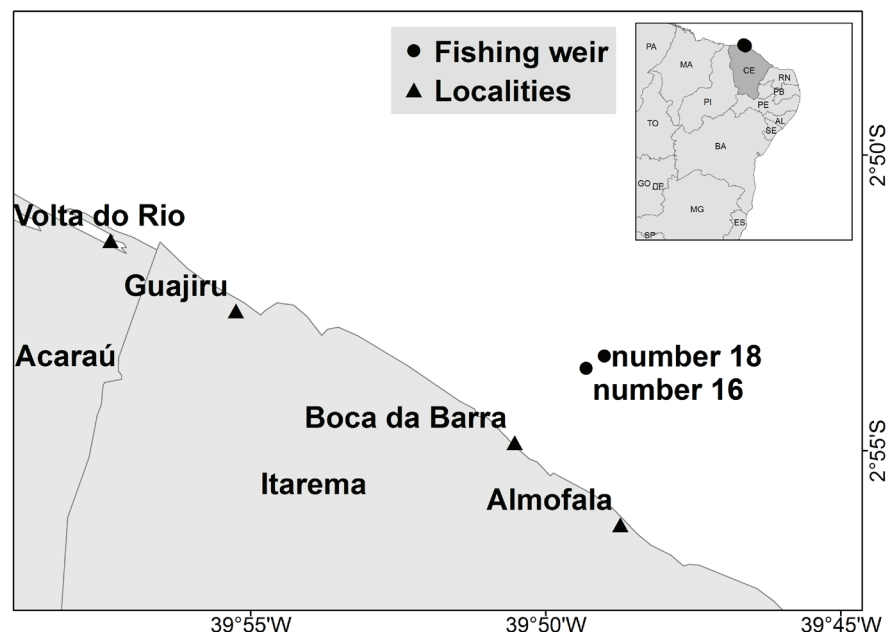 Fishing weir
Localities
PA
MA
CE
RN
PB
PI
PE
AL
SE
TO
BA
GO
DF
MG
ES
SP
2°50'S
Volta do Rio
Guajiru
Acaraú
number 18
number 16
Boca da Barra
2°55'S
Itarema
Almofala
39°55'W
39°50'W
39°45'W